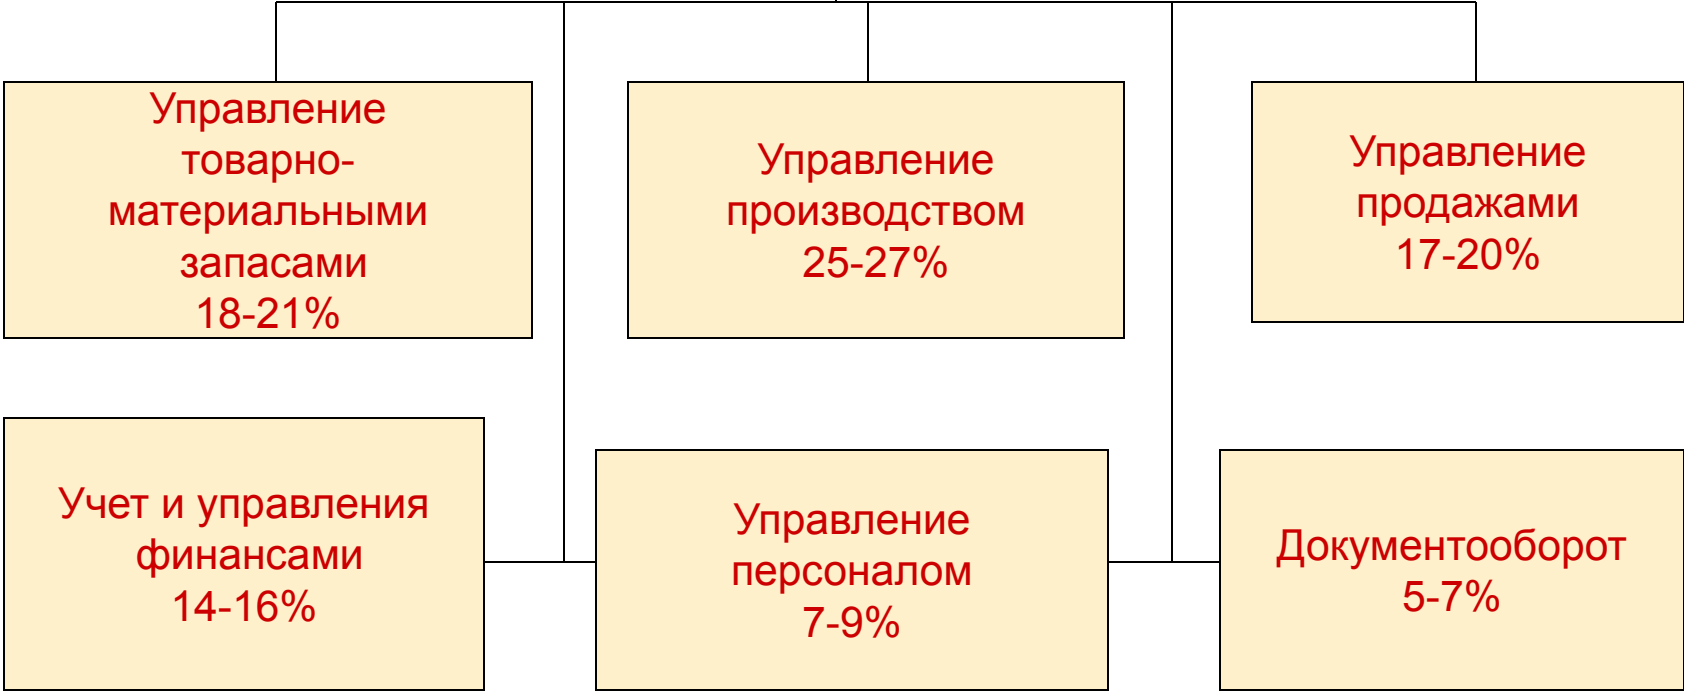 Управление
товарно-
материальными
запасами
18-21%
Управление
производством
25-27%
Управление
продажами
17-20%
Учет и управления
финансами
14-16%
Управление
персоналом
7-9%
Документооборот
5-7%